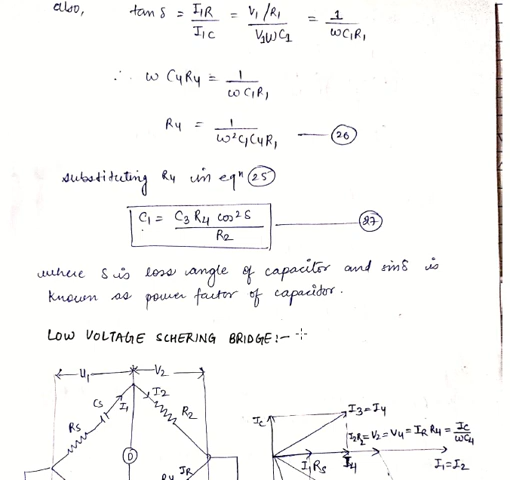 also, tan δ = I1R / I1C = V1/R1 / V1ωC1 = 1 / ωC1R1
∴ ω C4R4 = 1 / ωC1R1
R4 = 1 / ω²C1C4R1 — (26)
substituting R4 in eqn (25)
C1 = C3 R4 cos²δ / R2 — (27)
where δ is loss angle of capacitor and sinδ is
known as power factor of capacitor.
LOW VOLTAGE SCHERING BRIDGE:-
V1 V2
Cs I1 I2
Rs R2
D
R4 IR
Ic I3=I4
I2R2=V2=V4=IR R4=Ic/ωC4
I1Rs I4 I1=I2